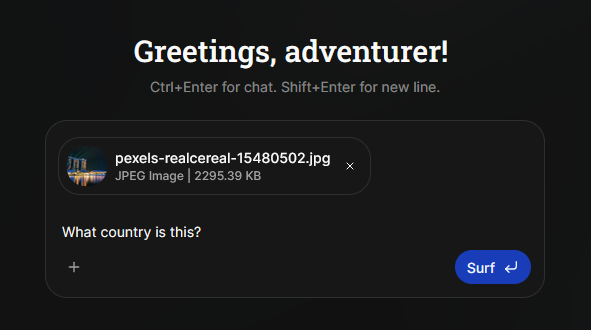 Greetings, adventurer!
Ctrl+Enter for chat. Shift+Enter for new line.
pexels-realcereal-15480502.jpg
JPEG Image | 2295.39 KB
What country is this?
Surf